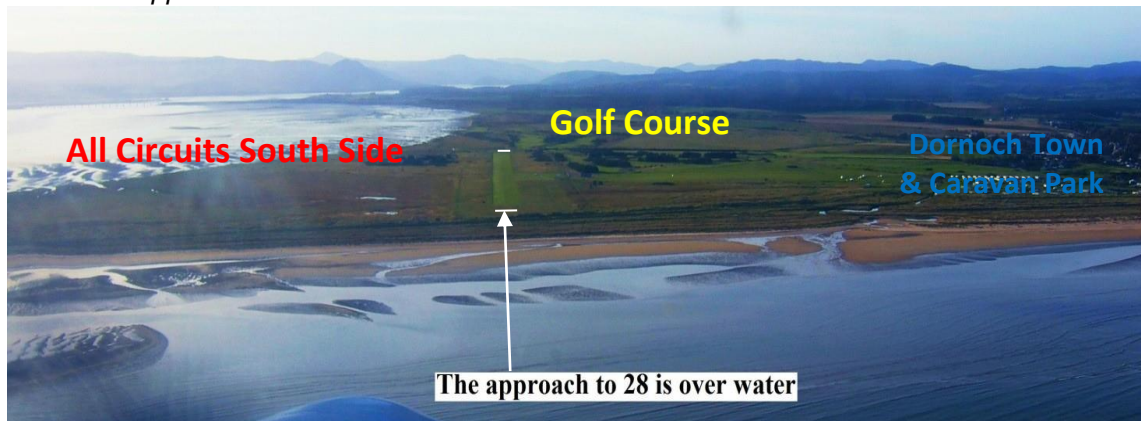 Golf Course
All Circuits South Side
Dornoch Town
& Caravan Park
The approach to 28 is over water